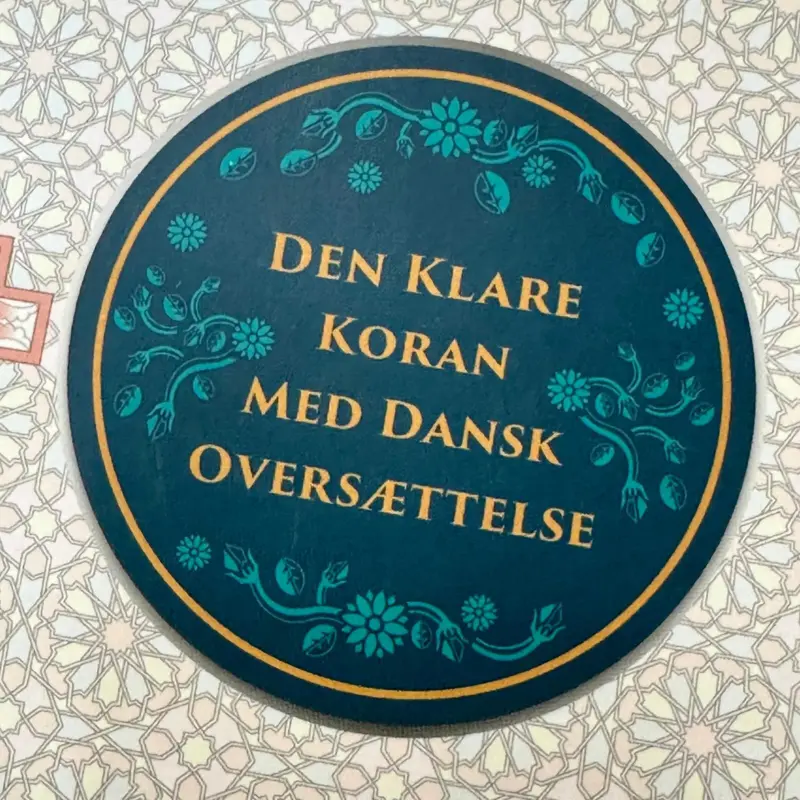 Den Klare
Koran
Med Dansk
Oversættelse